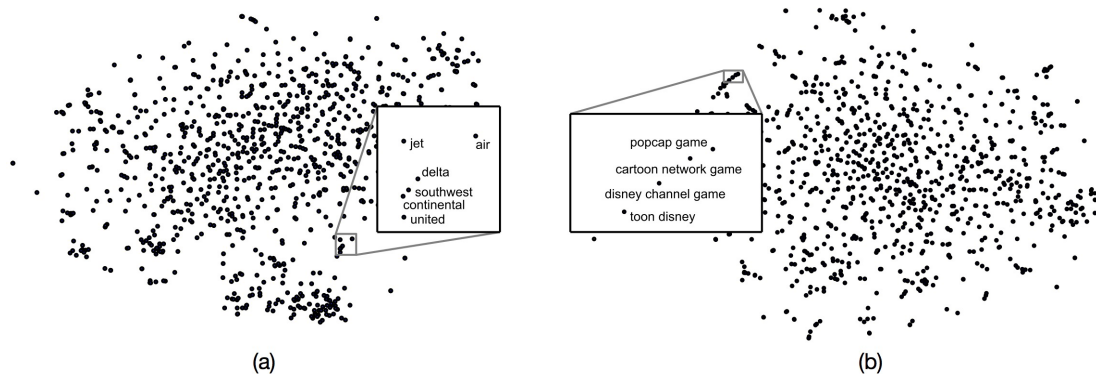 jet
air
delta
southwest
continental
united
popcap game
cartoon network game
disney channel game
toon disney
(a)
(b)